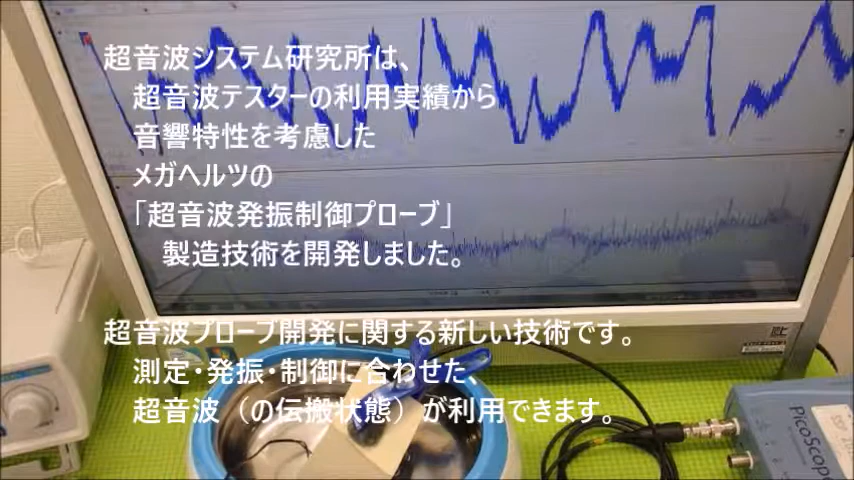 超音波システム研究所は、
超音波テスターの利用実績から
音響特性を考慮した
メガヘルツの
「超音波発振制御プローブ」
製造技術を開発しました。
超音波プローブ開発に関する新しい技術です。
測定・発振・制御に合わせた、
超音波（の伝搬状態）が利用できます。
PicoScope